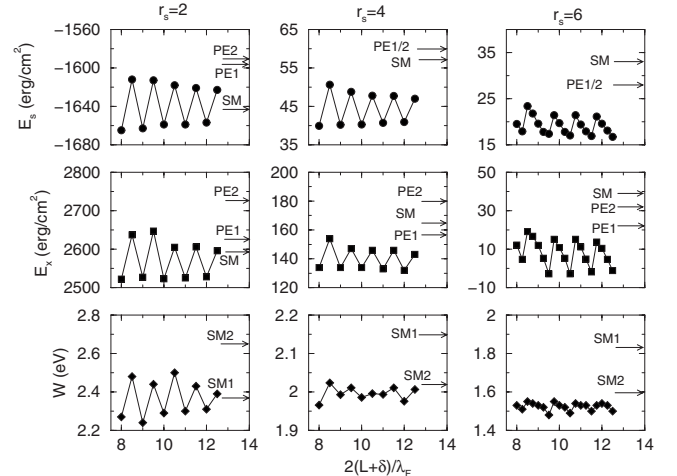 r_s=2
r_s=4
r_s=6
E_s (erg/cm²)
−1560
−1600
−1640
−1680
PE2
PE1
SM
65
55
45
35
PE1/2
SM
35
25
15
SM
PE1/2
E_x (erg/cm²)
2800
2700
2600
2500
PE2
PE1
SM
200
180
160
140
120
PE2
SM
PE1
50
30
10
−10
SM
PE2
PE1
W (eV)
2.8
2.6
2.4
2.2
SM2
SM1
2.2
2.1
2
1.9
SM1
SM2
2
1.8
1.6
1.4
SM1
SM2
8 10 12 14
8 10 12 14
8 10 12 14
2(L+δ)/λ_F